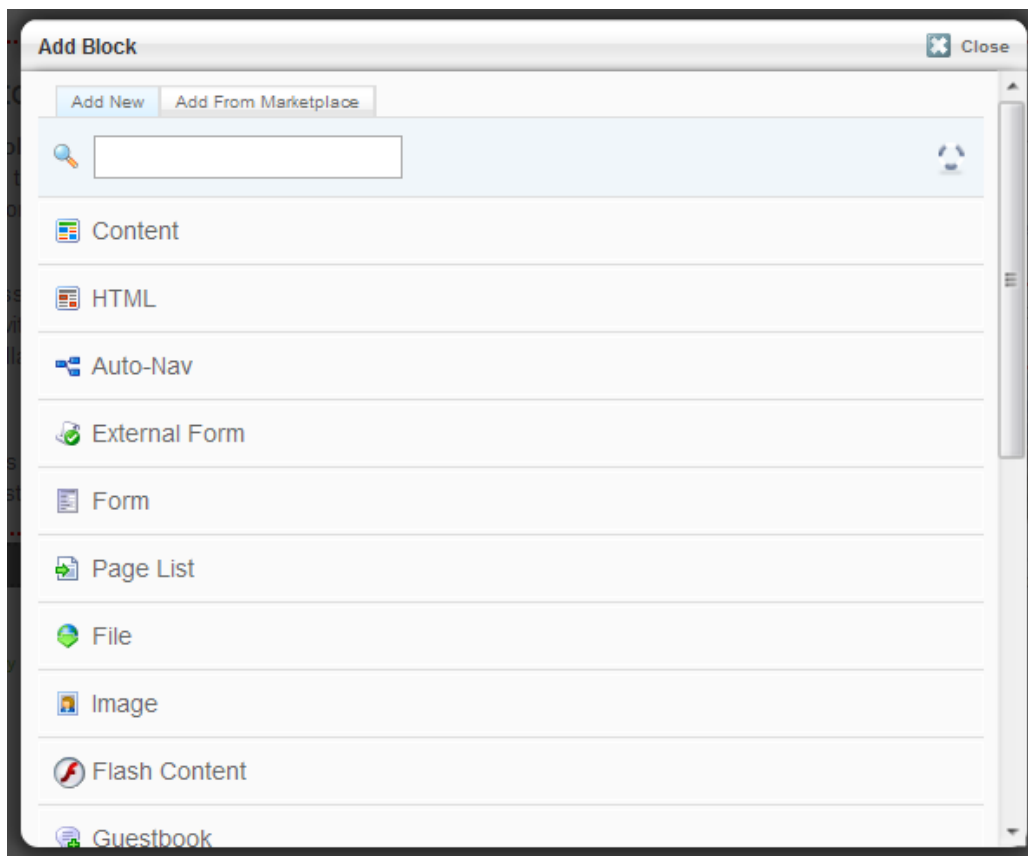 Add Block
Close
Add New
Add From Marketplace
Content
HTML
Auto-Nav
External Form
Form
Page List
File
Image
Flash Content
Guestbook